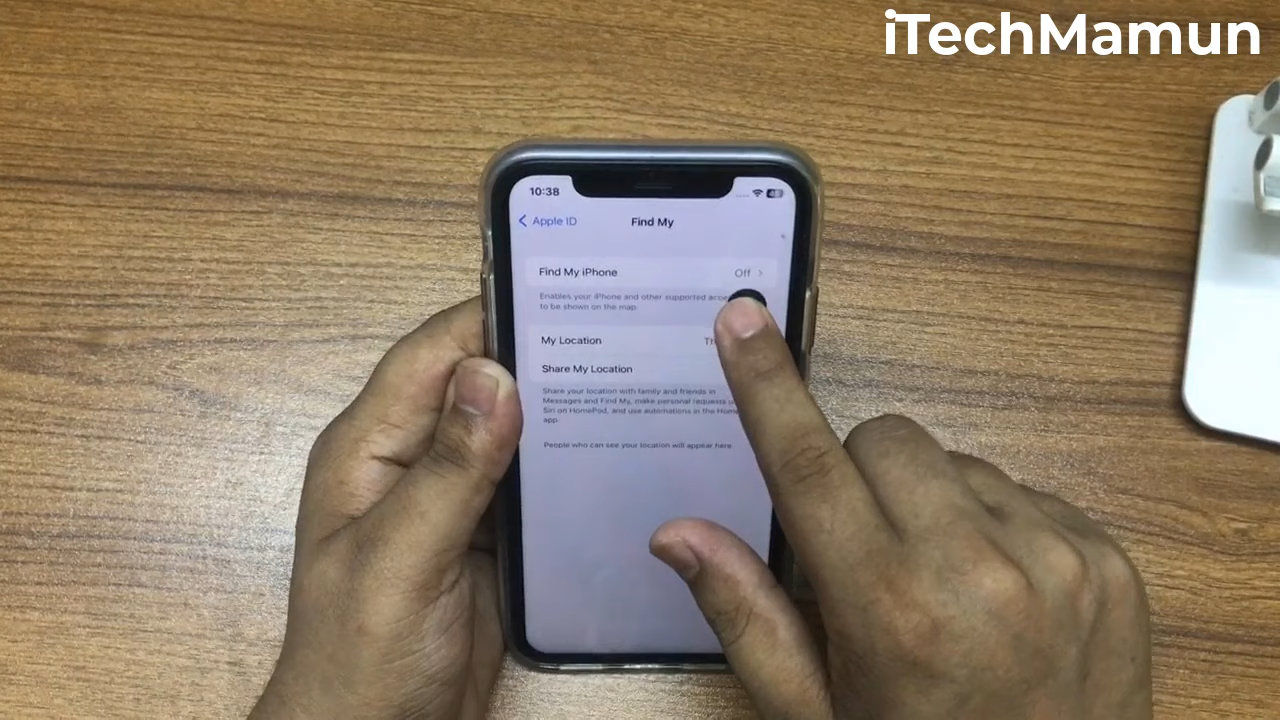 iTechMamun
10:38
Apple ID
Find My
Find My iPhone
Off
Enables your iPhone and other supported
to be shown on the map.
My Location
Share My Location
Share your location with family and friends in
Messages and Find My, make personal requests
Siri on HomePod, and use automations in the Home
app.
People who can see your location will appear here.